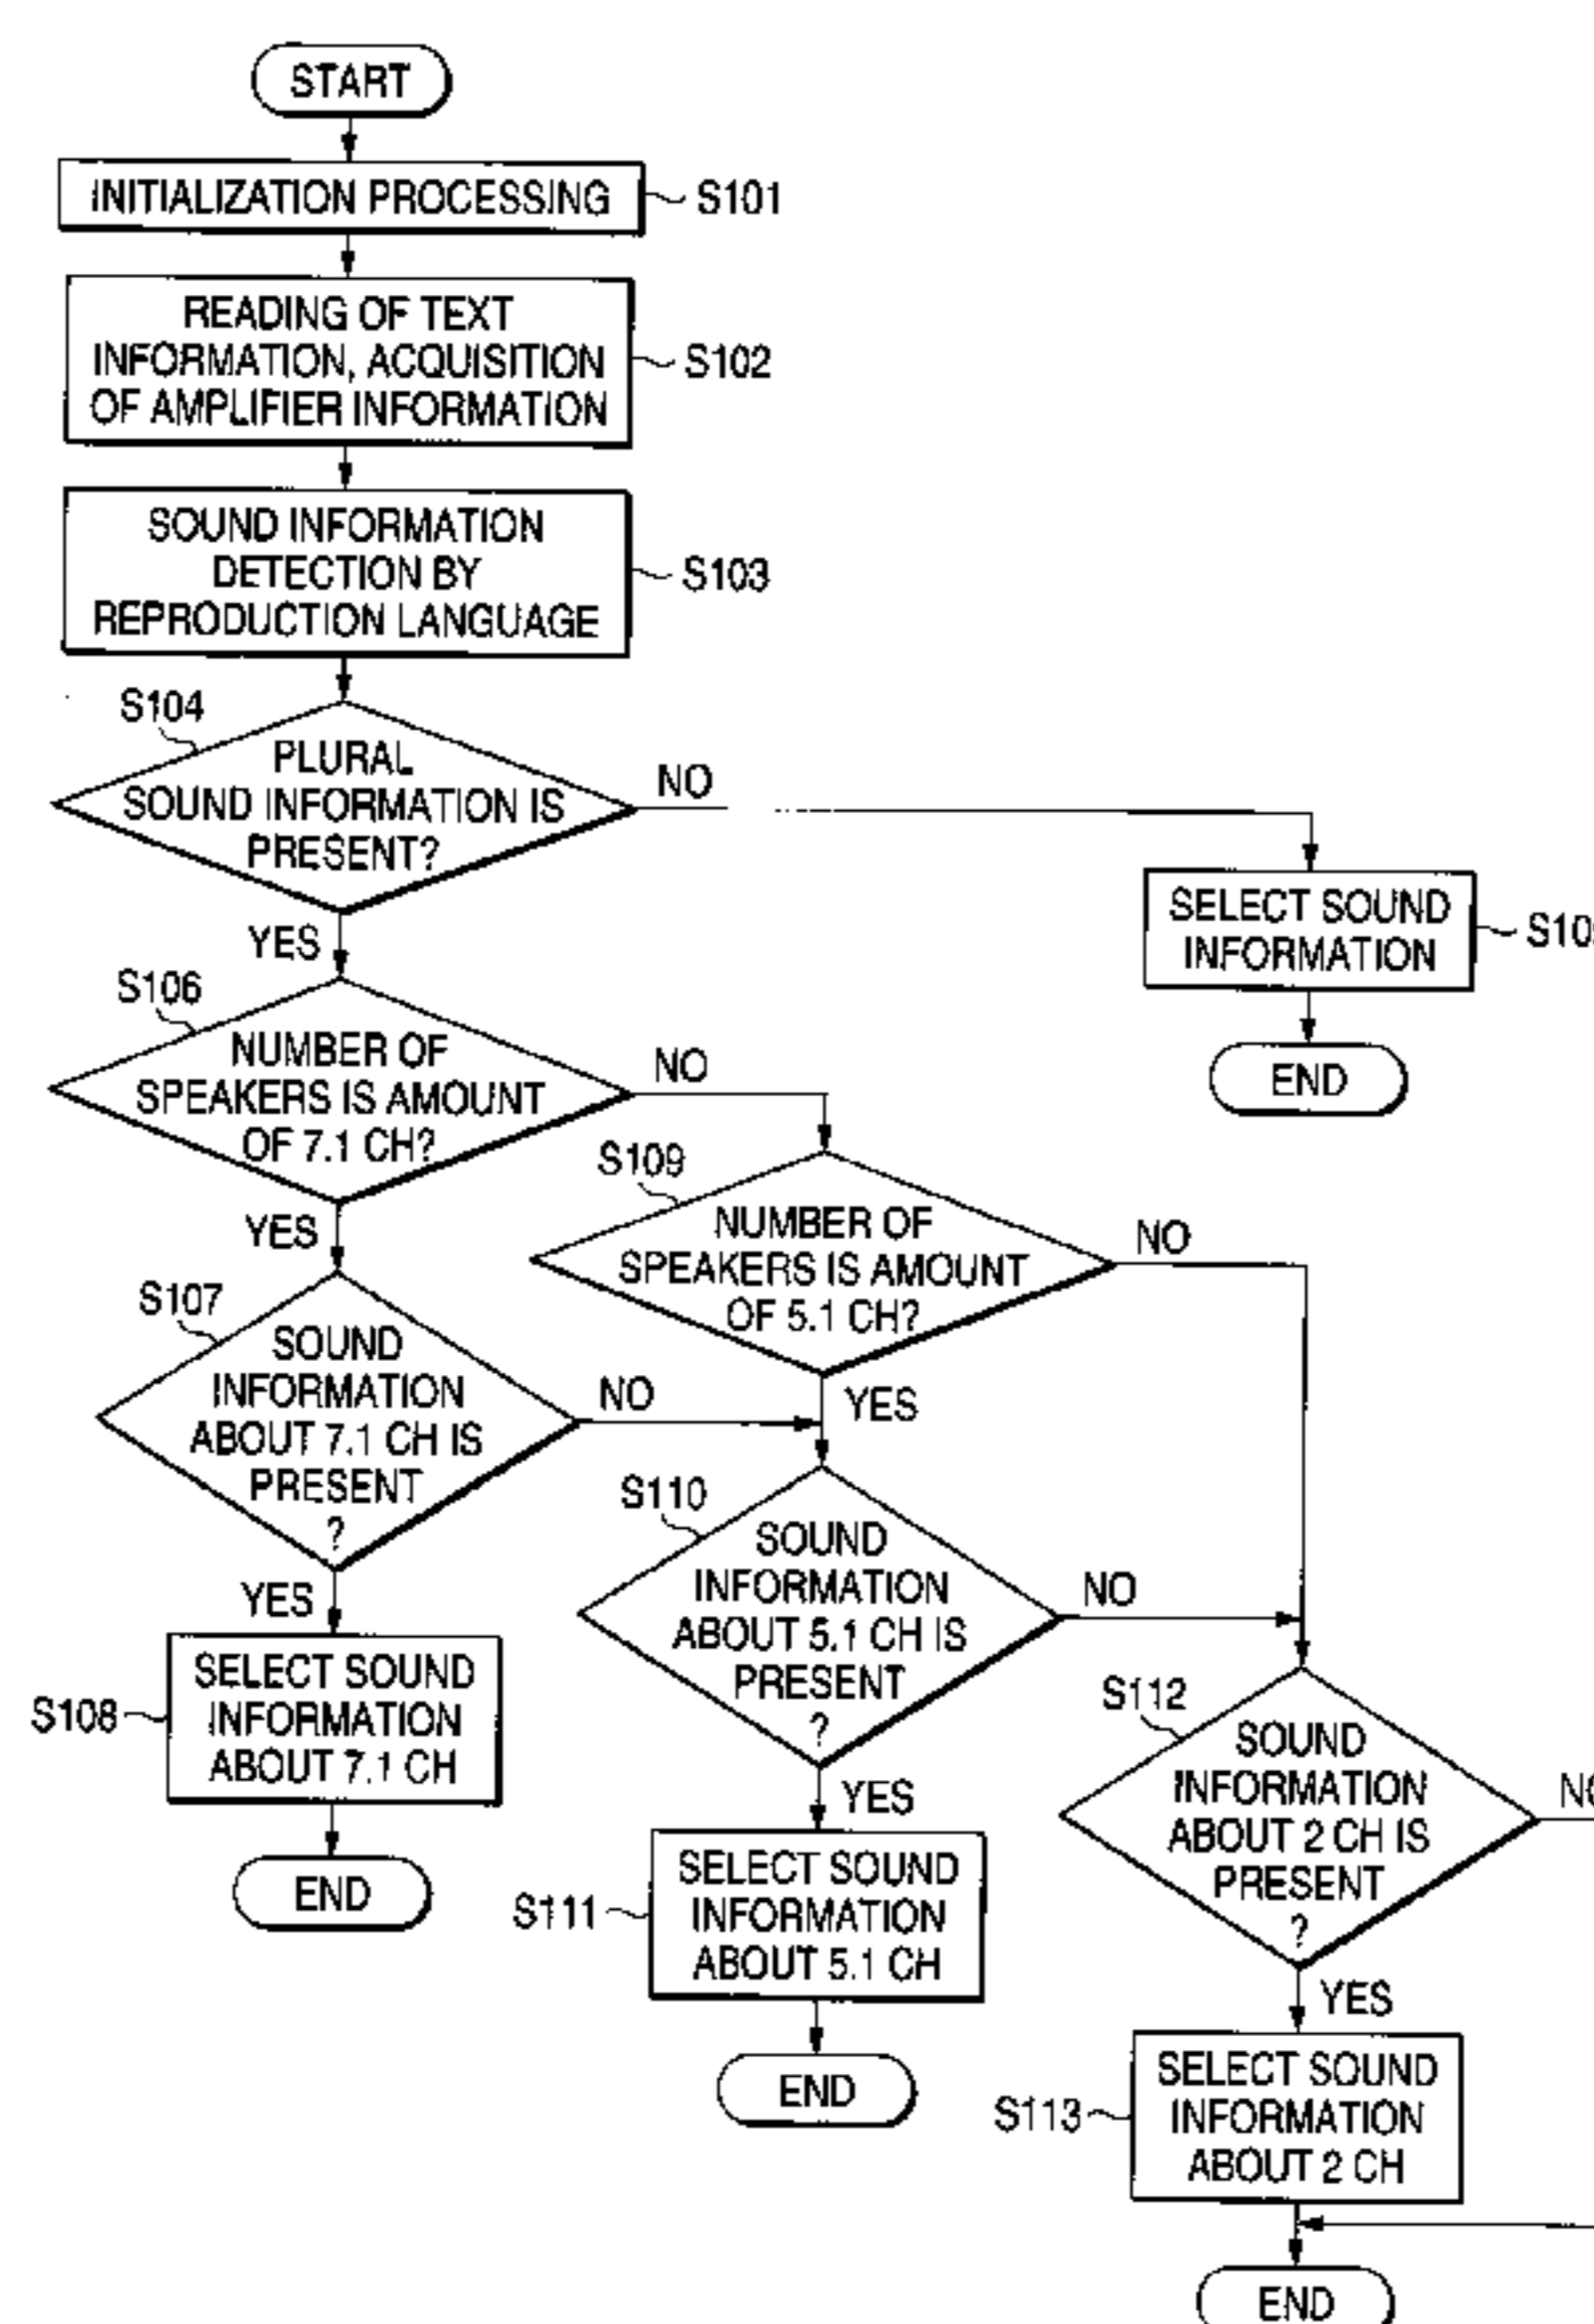 START
INITIALIZATION PROCESSING
S101
READING OF TEXT
INFORMATION, ACQUISITION
OF AMPLIFIER INFORMATION
S102
SOUND INFORMATION
DETECTION BY
REPRODUCTION LANGUAGE
S103
S104
PLURAL
SOUND INFORMATION IS
PRESENT?
NO
YES
SELECT SOUND
INFORMATION
END
S106
NUMBER OF
SPEAKERS IS AMOUNT
OF 7.1 CH?
NO
YES
S109
NUMBER OF
SPEAKERS IS AMOUNT
OF 5.1 CH?
NO
YES
S107
SOUND
INFORMATION
ABOUT 7.1 CH IS
PRESENT
?
NO
YES
S110
SOUND
INFORMATION
ABOUT 5.1 CH IS
PRESENT
?
NO
YES
S108
SELECT SOUND
INFORMATION
ABOUT 7.1 CH
END
S112
SOUND
INFORMATION
ABOUT 2 CH IS
PRESENT
?
NO
YES
S111
SELECT SOUND
INFORMATION
ABOUT 5.1 CH
END
S113
SELECT SOUND
INFORMATION
ABOUT 2 CH
END